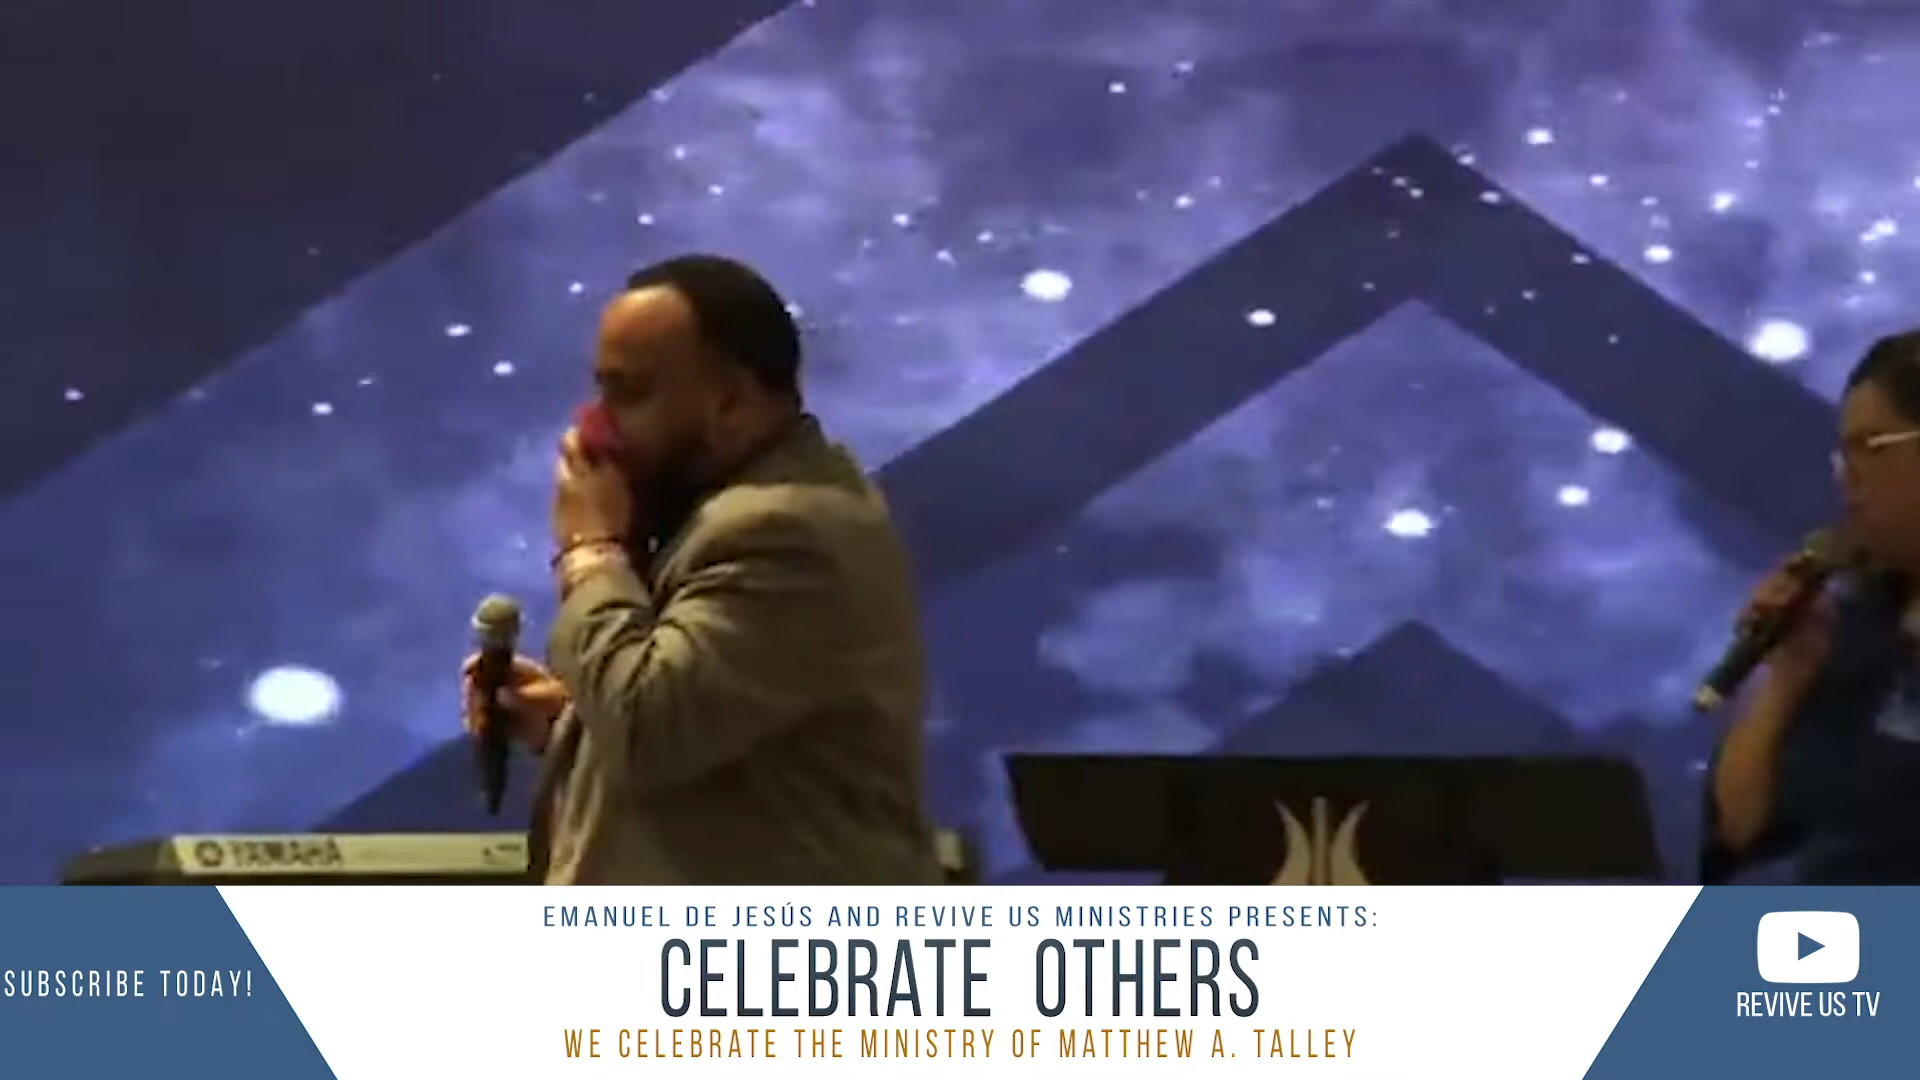 YAMAHA
EMANUEL DE JESÚS AND REVIVE US MINISTRIES PRESENTS:
CELEBRATE OTHERS
WE CELEBRATE THE MINISTRY OF MATTHEW A. TALLEY
SUBSCRIBE TODAY!
REVIVE US TV